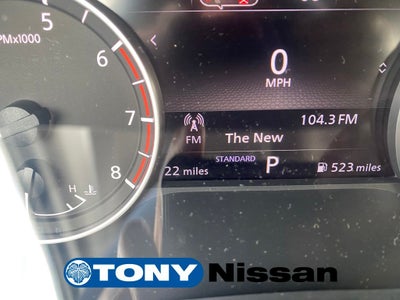 PMx1000
5
6
7
8
H
0
MPH
104.3 FM
FM
The New
STANDARD
22 miles
P
523 miles
TONY Nissan